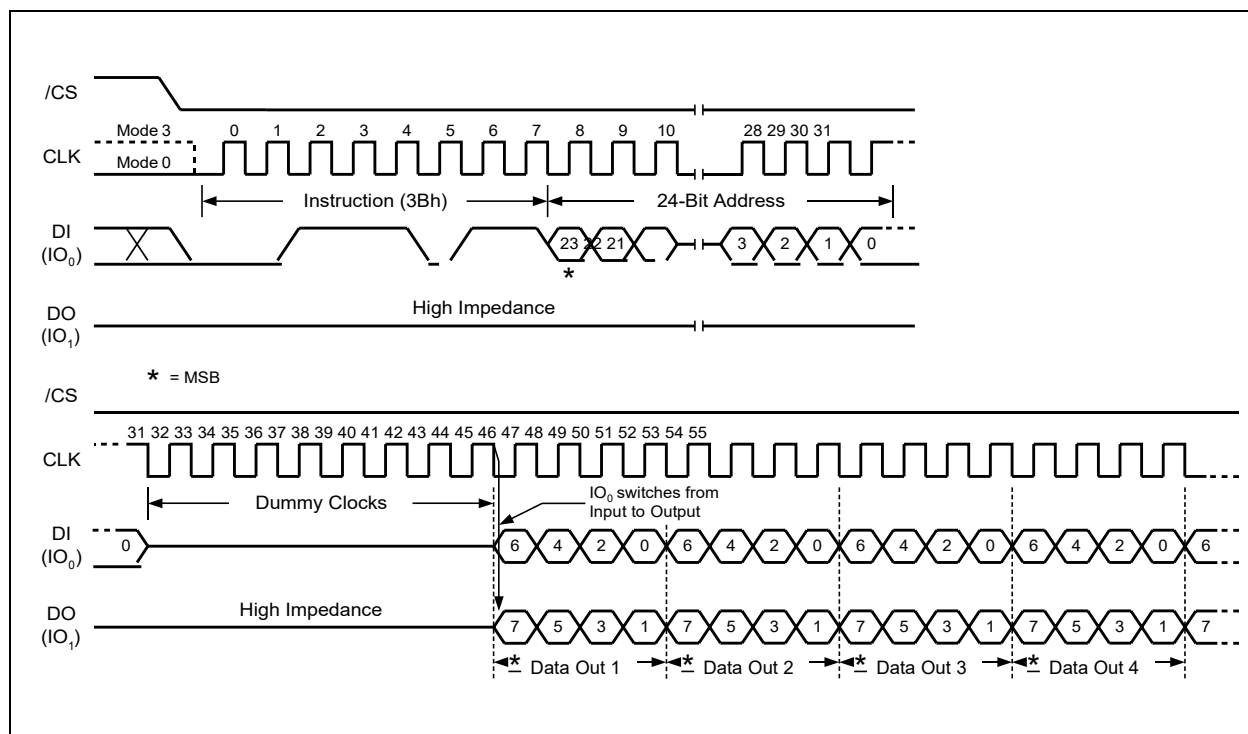 /CS
Mode 3 0 1 2 3 4 5 6 7 8 9 10 28 29 30 31
CLK
Mode 0
Instruction (3Bh) 24-Bit Address
DI
(IO0) 23 22 21 3 2 1 0
*
High Impedance
DO
(IO1)
* = MSB
/CS
31 32 33 34 35 36 37 38 39 40 41 42 43 44 45 46 47 48 49 50 51 52 53 54 55
CLK
Dummy Clocks
IO0 switches from
Input to Output
DI
(IO0) 0 6 4 2 0 6 4 2 0 6 4 2 0 6 4 2 0 6
High Impedance
DO
(IO1) 7 5 3 1 7 5 3 1 7 5 3 1 7 5 3 1 7
* Data Out 1 * Data Out 2 * Data Out 3 * Data Out 4